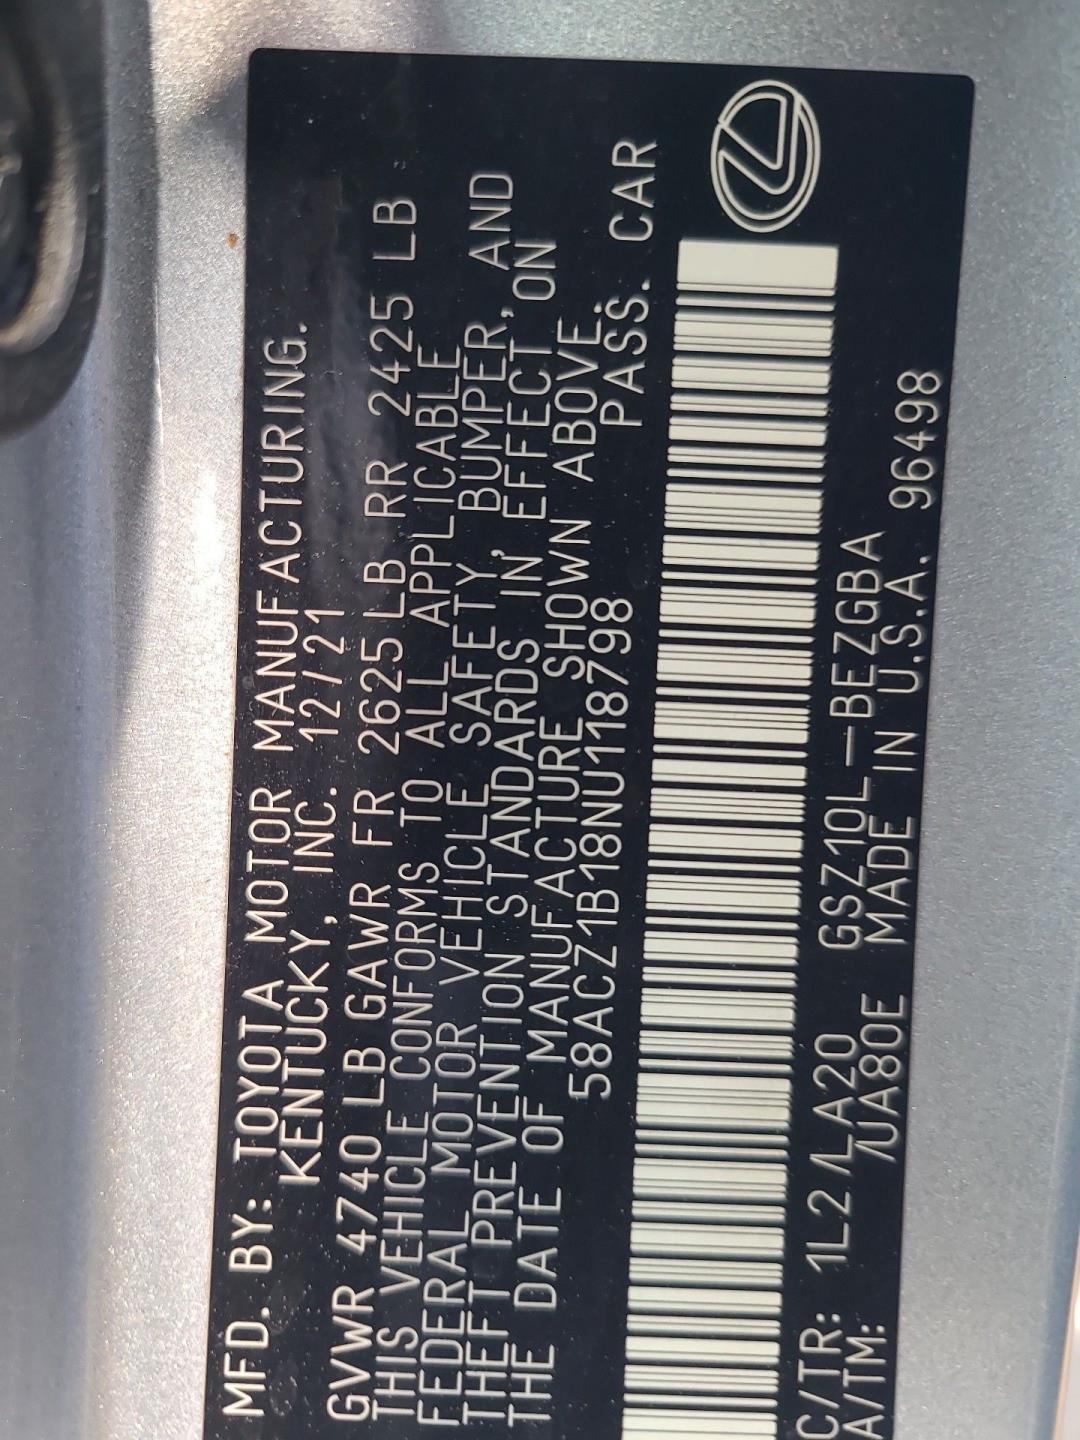 MFD. BY: TOYOTA MOTOR MANUFACTURING.
KENTUCKY, INC. 12/21
GVWR 4740 LB GAWR FR 2625 LB RR 2425 LB
THIS VEHICLE CONFORMS TO ALL APPLICABLE
FEDERAL MOTOR VEHICLE SAFETY, BUMPER, AND
THEFT PREVENTION STANDARDS IN EFFECT ON
THE DATE OF MANUFACTURE SHOWN ABOVE.
58ACZ1B18NU118798 PASS. CAR
C/TR: 1L2 /LA20 GSZ10L-BEZGBA
A/TM: /UA80E MADE IN U.S.A. 96498